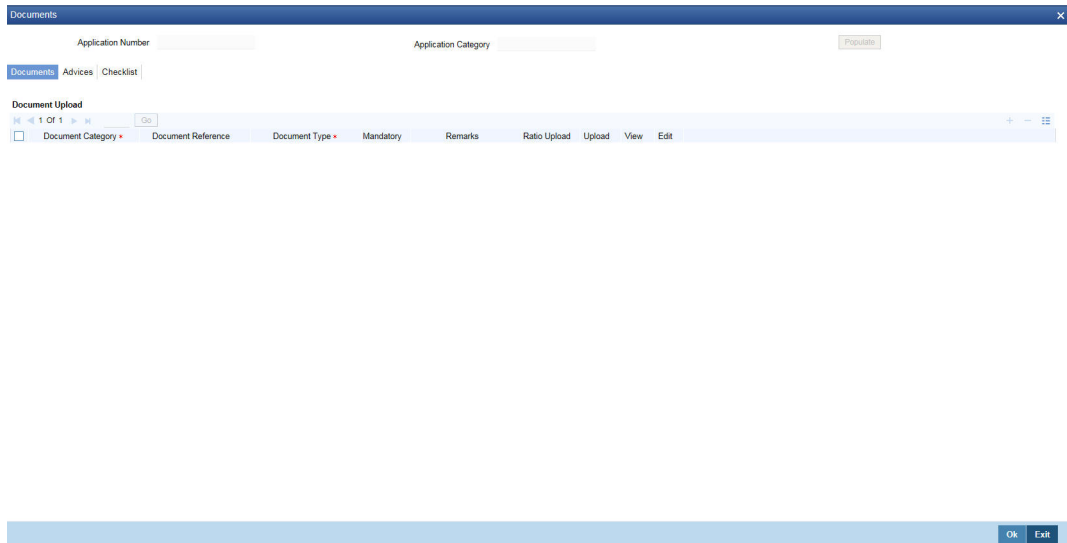 Documents
Application Number Application Category Populate
Documents Advices Checklist
Document Upload
1 Of 1 Go
Document Category * Document Reference Document Type * Mandatory Remarks Ratio Upload Upload View Edit
Ok Exit